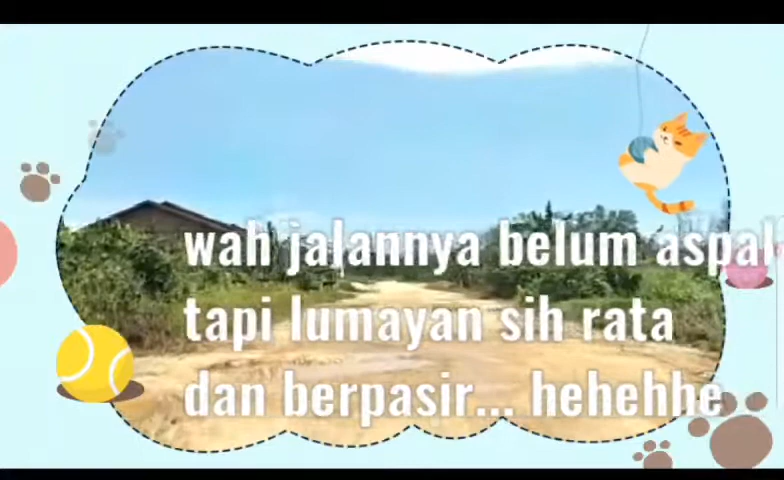 wah jalannya belum aspal
tapi lumayan sih rata
dan berpasir... hehehhe